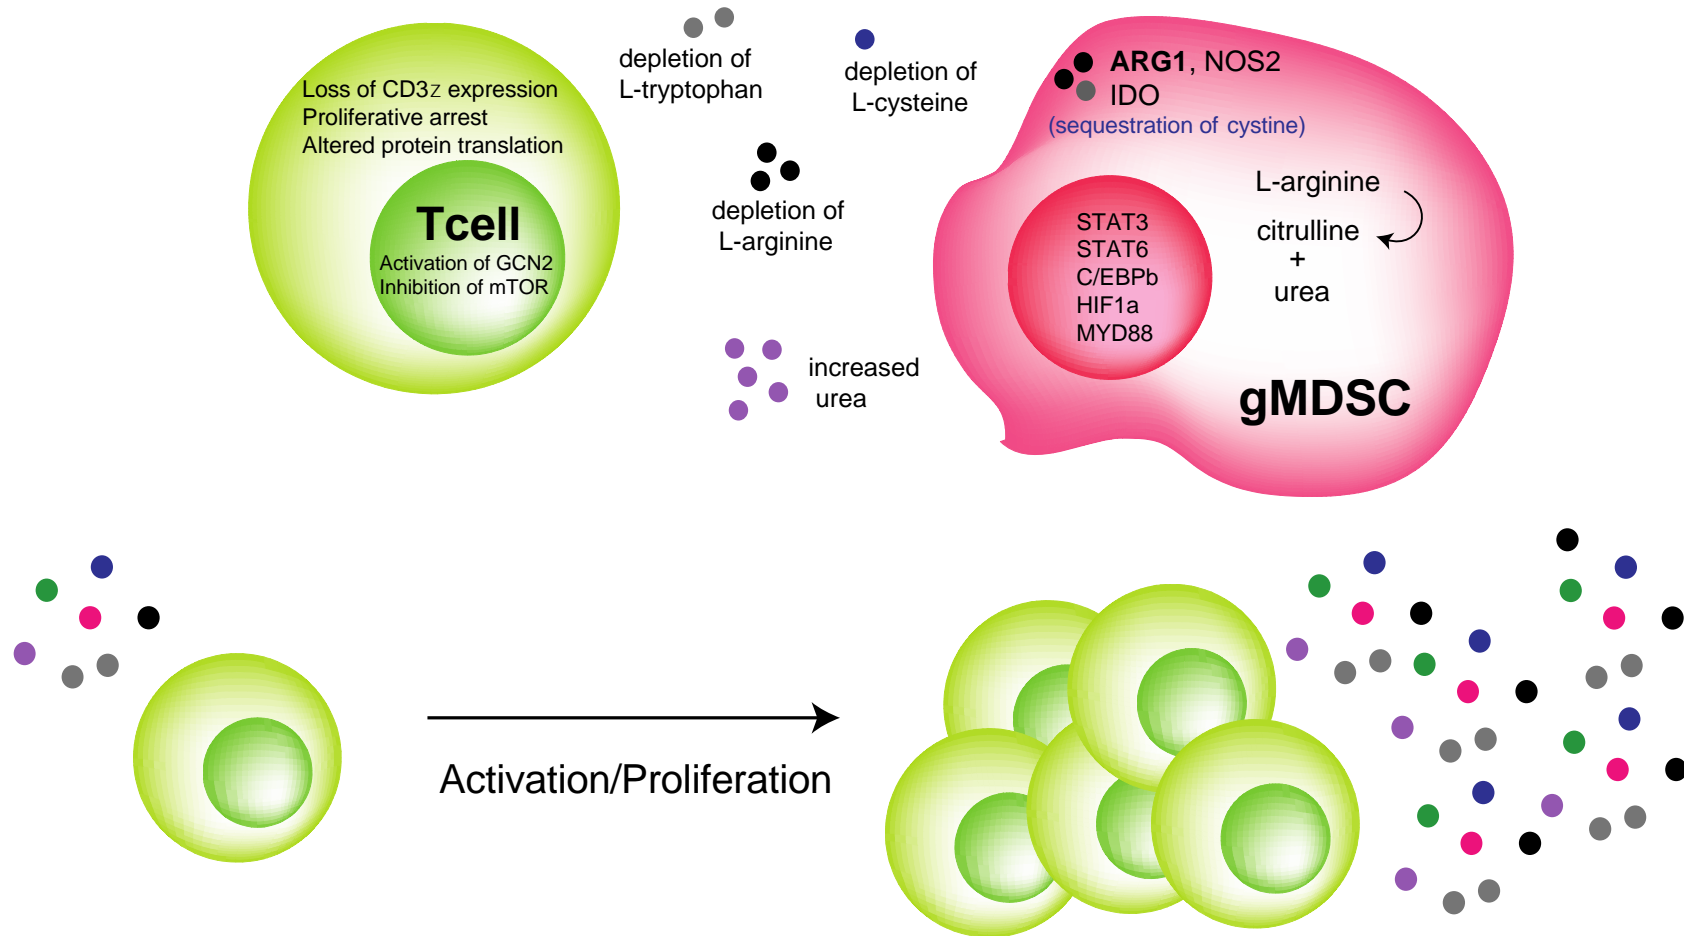 Loss of CD3z expression
Proliferative arrest
Altered protein translation
Tcell
Activation of GCN2
Inhibition of mTOR
depletion of
L-tryptophan
depletion of
L-cysteine
depletion of
L-arginine
increased
urea
ARG1, NOS2
IDO
(sequestration of cystine)
L-arginine
citrulline
+
urea
STAT3
STAT6
C/EBPb
HIF1a
MYD88
gMDSC
Activation/Proliferation